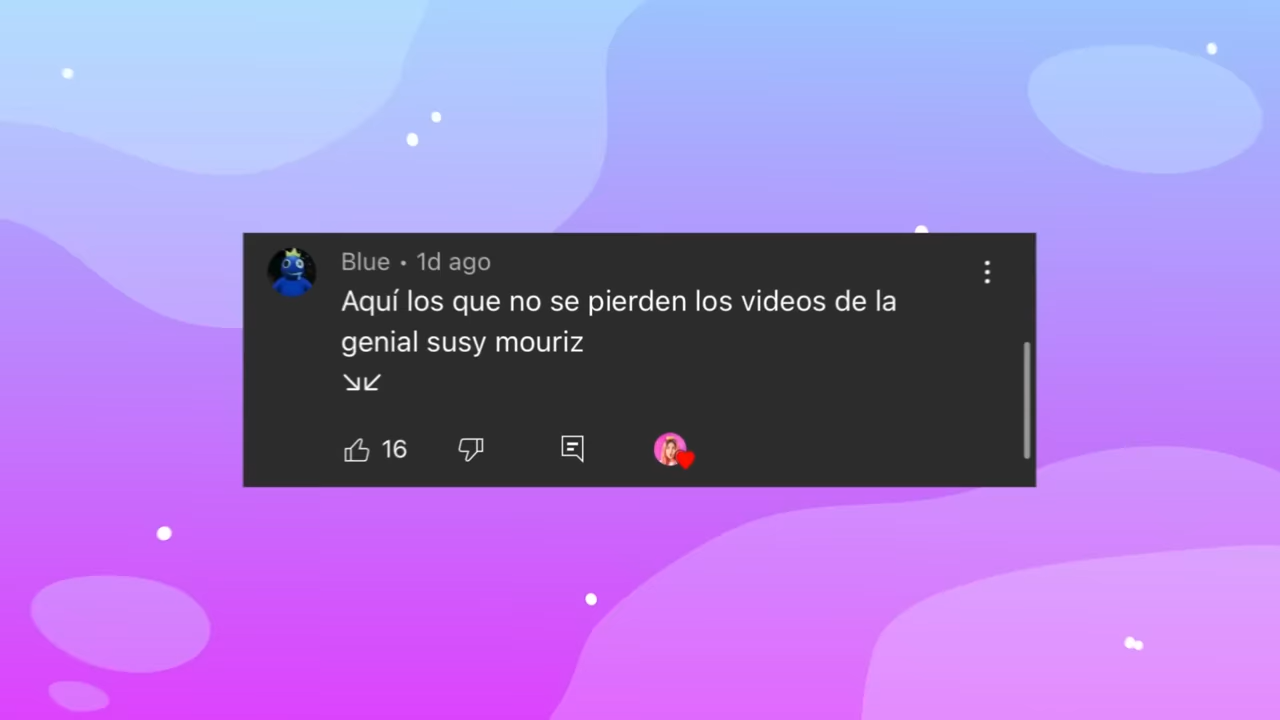 Blue • 1d ago
Aquí los que no se pierden los videos de la
genial susy mouriz
↘↙
16